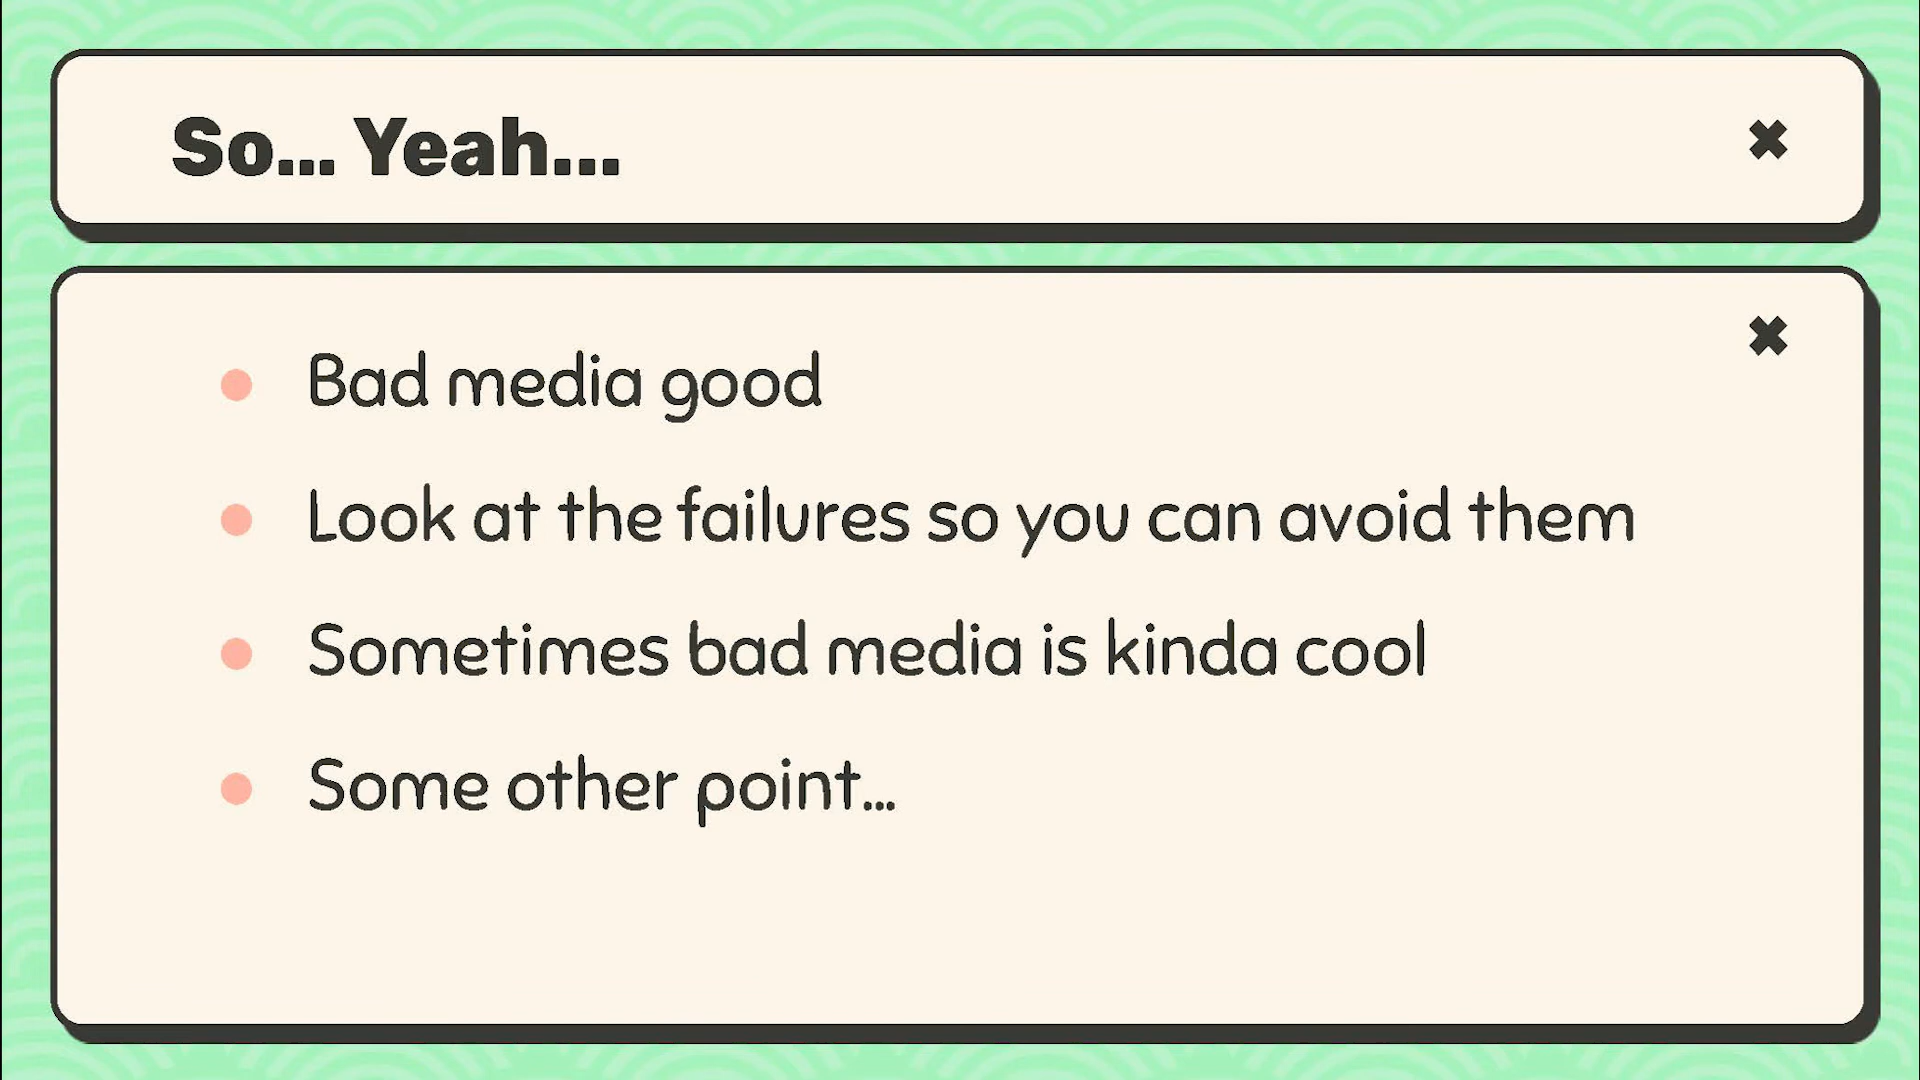 So... Yeah...
Bad media good
Look at the failures so you can avoid them
Sometimes bad media is kinda cool
Some other point...